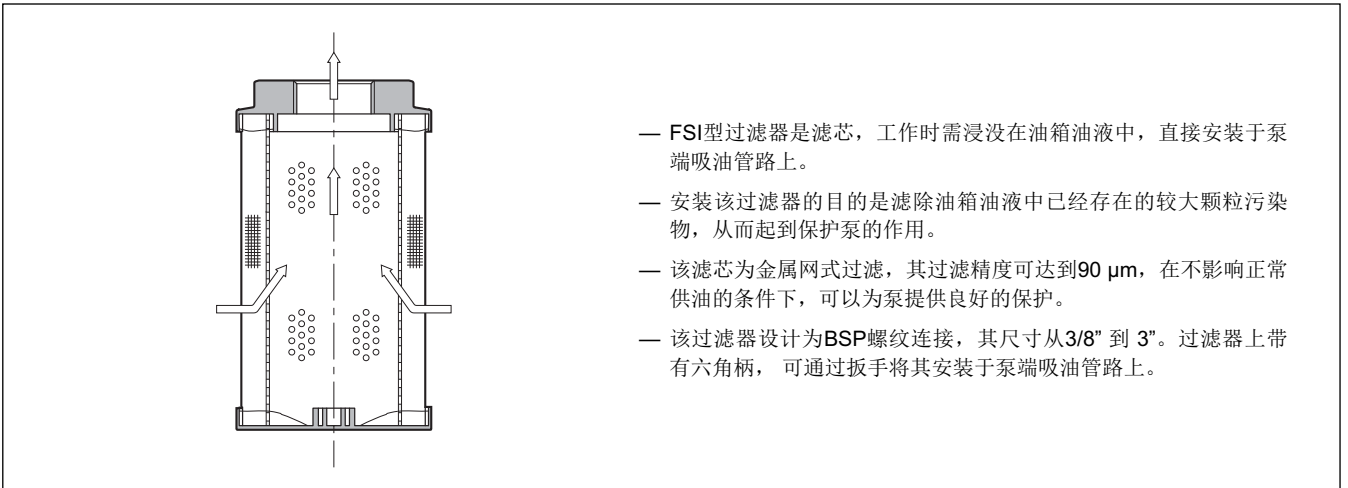 — FSI型过滤器是滤芯，工作时需浸没在油箱油液中，直接安装于泵
端吸油管路上。
— 安装该过滤器的目的是滤除油箱油液中已经存在的较大颗粒污染
物，从而起到保护泵的作用。
— 该滤芯为金属网式过滤，其过滤精度可达到90 μm，在不影响正常
供油的条件下，可以为泵提供良好的保护。
— 该过滤器设计为BSP螺纹连接，其尺寸从3/8” 到 3”。过滤器上带
有六角柄， 可通过扳手将其安装于泵端吸油管路上。